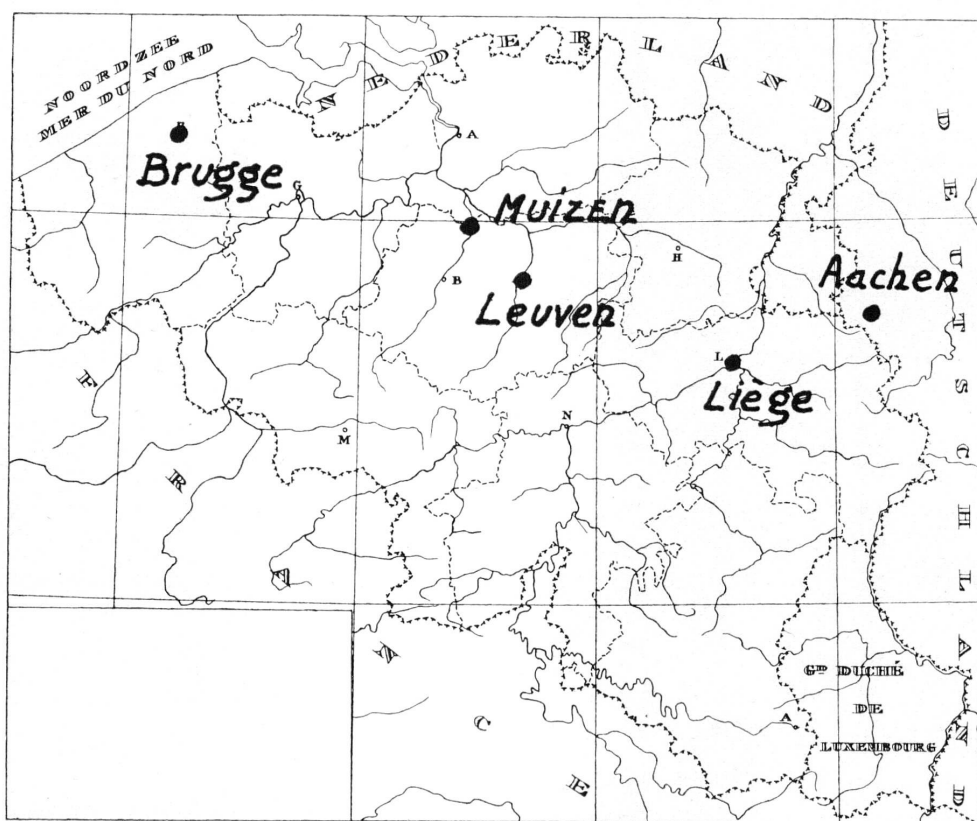 NOORDZEE
MER DU NORD
NEDERLAND
DEUTSCHLAND
FRANCE
Brugge
A
G
Muizen
B
Leuven
H
Aachen
L
Liège
N
M
A
GD DUCHÉ
DE
LUXEMBOURG